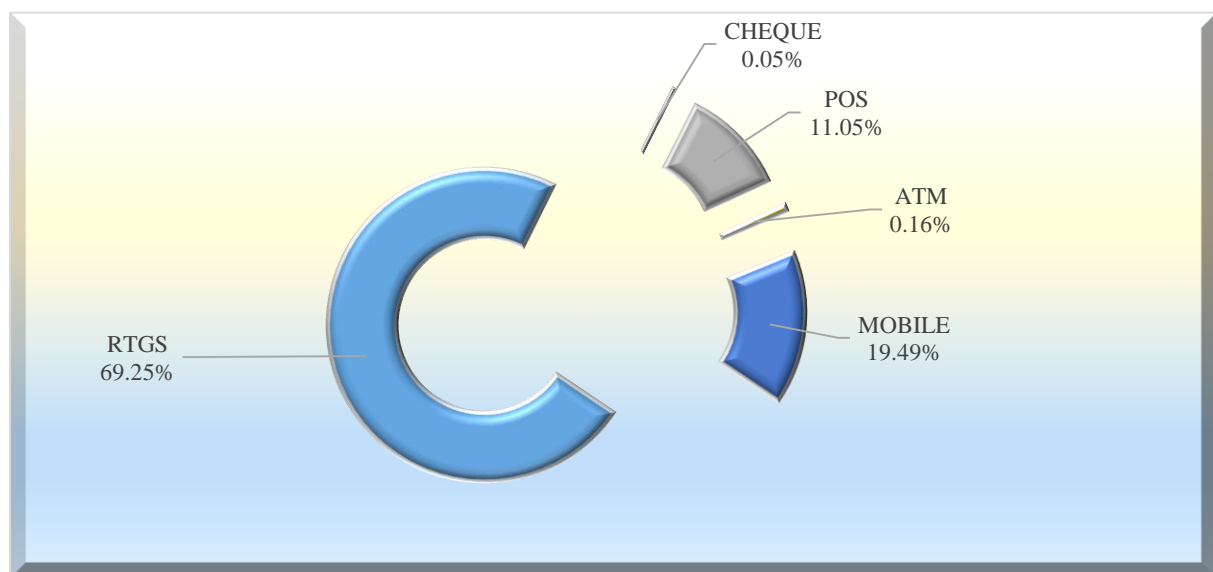 CHEQUE
0.05%
POS
11.05%
ATM
0.16%
MOBILE
19.49%
RTGS
69.25%